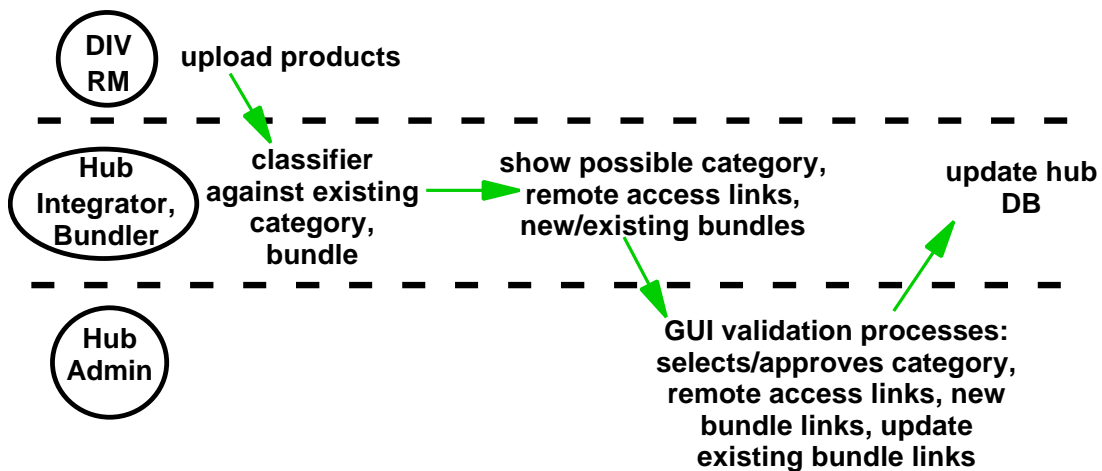 DIV
RM
upload products
Hub
Integrator,
Bundler
classifier
against existing
category,
bundle
show possible category,
remote access links,
new/existing bundles
update hub
DB
Hub
Admin
GUI validation processes:
selects/approves category,
remote access links, new
bundle links, update
existing bundle links